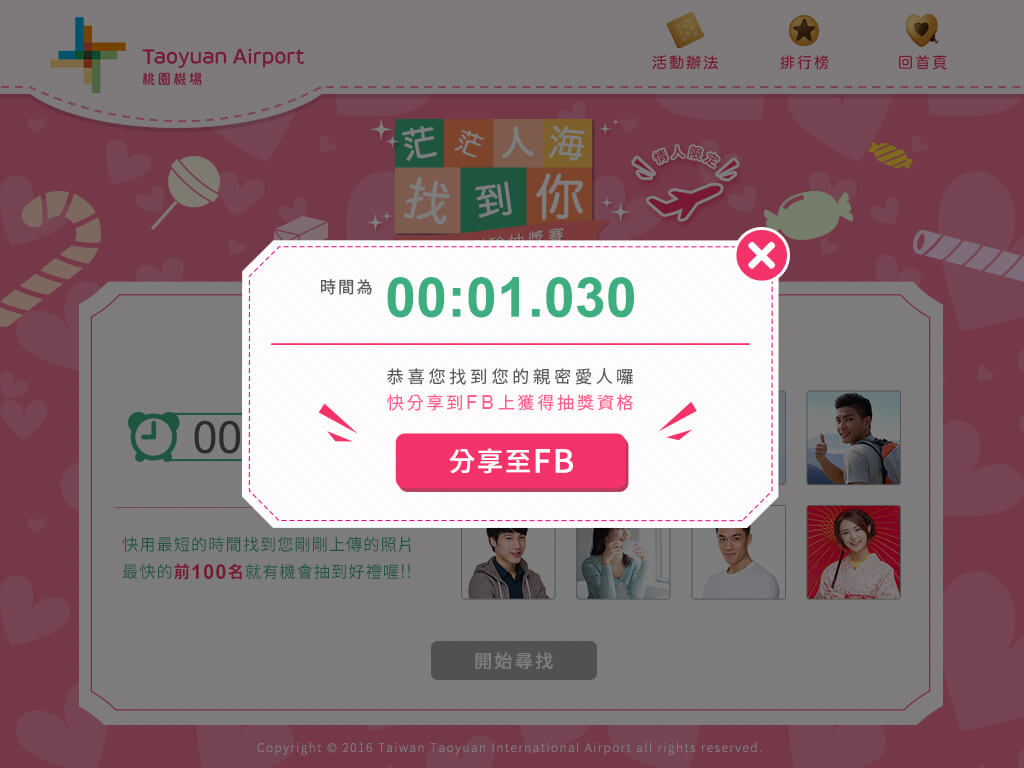 Taoyuan Airport
桃園機場
活動辦法
排行榜
回首頁
茫茫人海
找到你
情人限定
抽獎賽
時間為
00:01.030
恭喜您找到您的親密愛人囉
快分享到FB上獲得抽獎資格
分享至FB
00
快用最短的時間找到您剛剛上傳的照片
最快的前100名就有機會抽到好禮喔!!
開始尋找
Copyright © 2016 Taiwan Taoyuan International Airport all rights reserved.